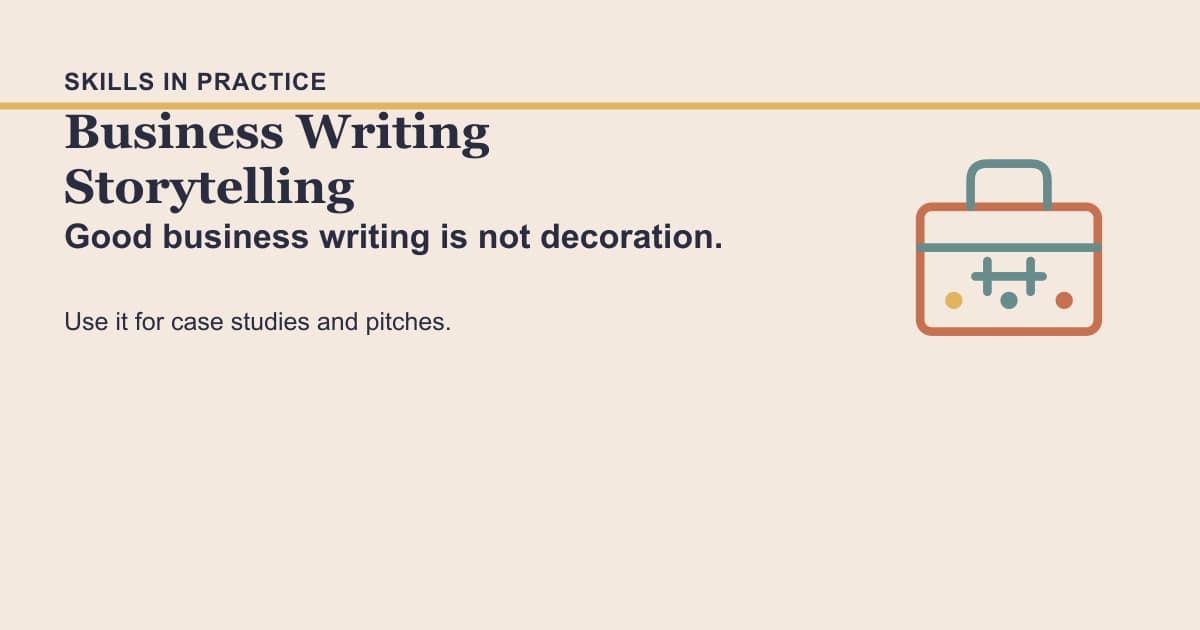 SKILLS IN PRACTICE
Business Writing
Storytelling
Good business writing is not decoration.
Use it for case studies and pitches.